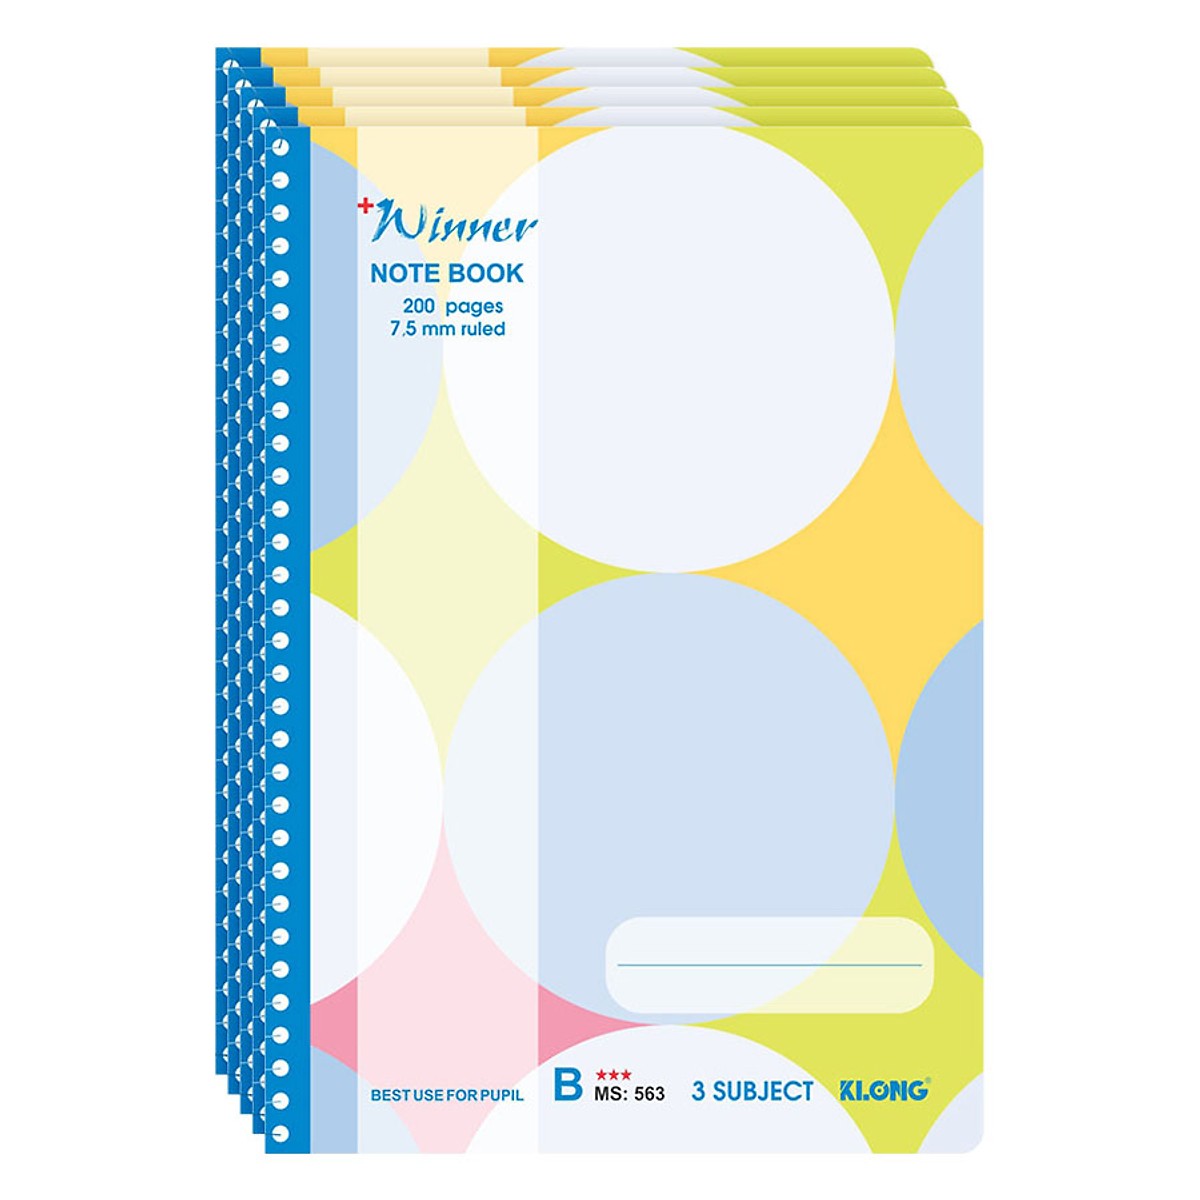 +Winner
NOTE BOOK
200 pages
7,5 mm ruled
BEST USE FOR PUPIL
B ★★★
MS: 563
3 SUBJECT
KLONG®